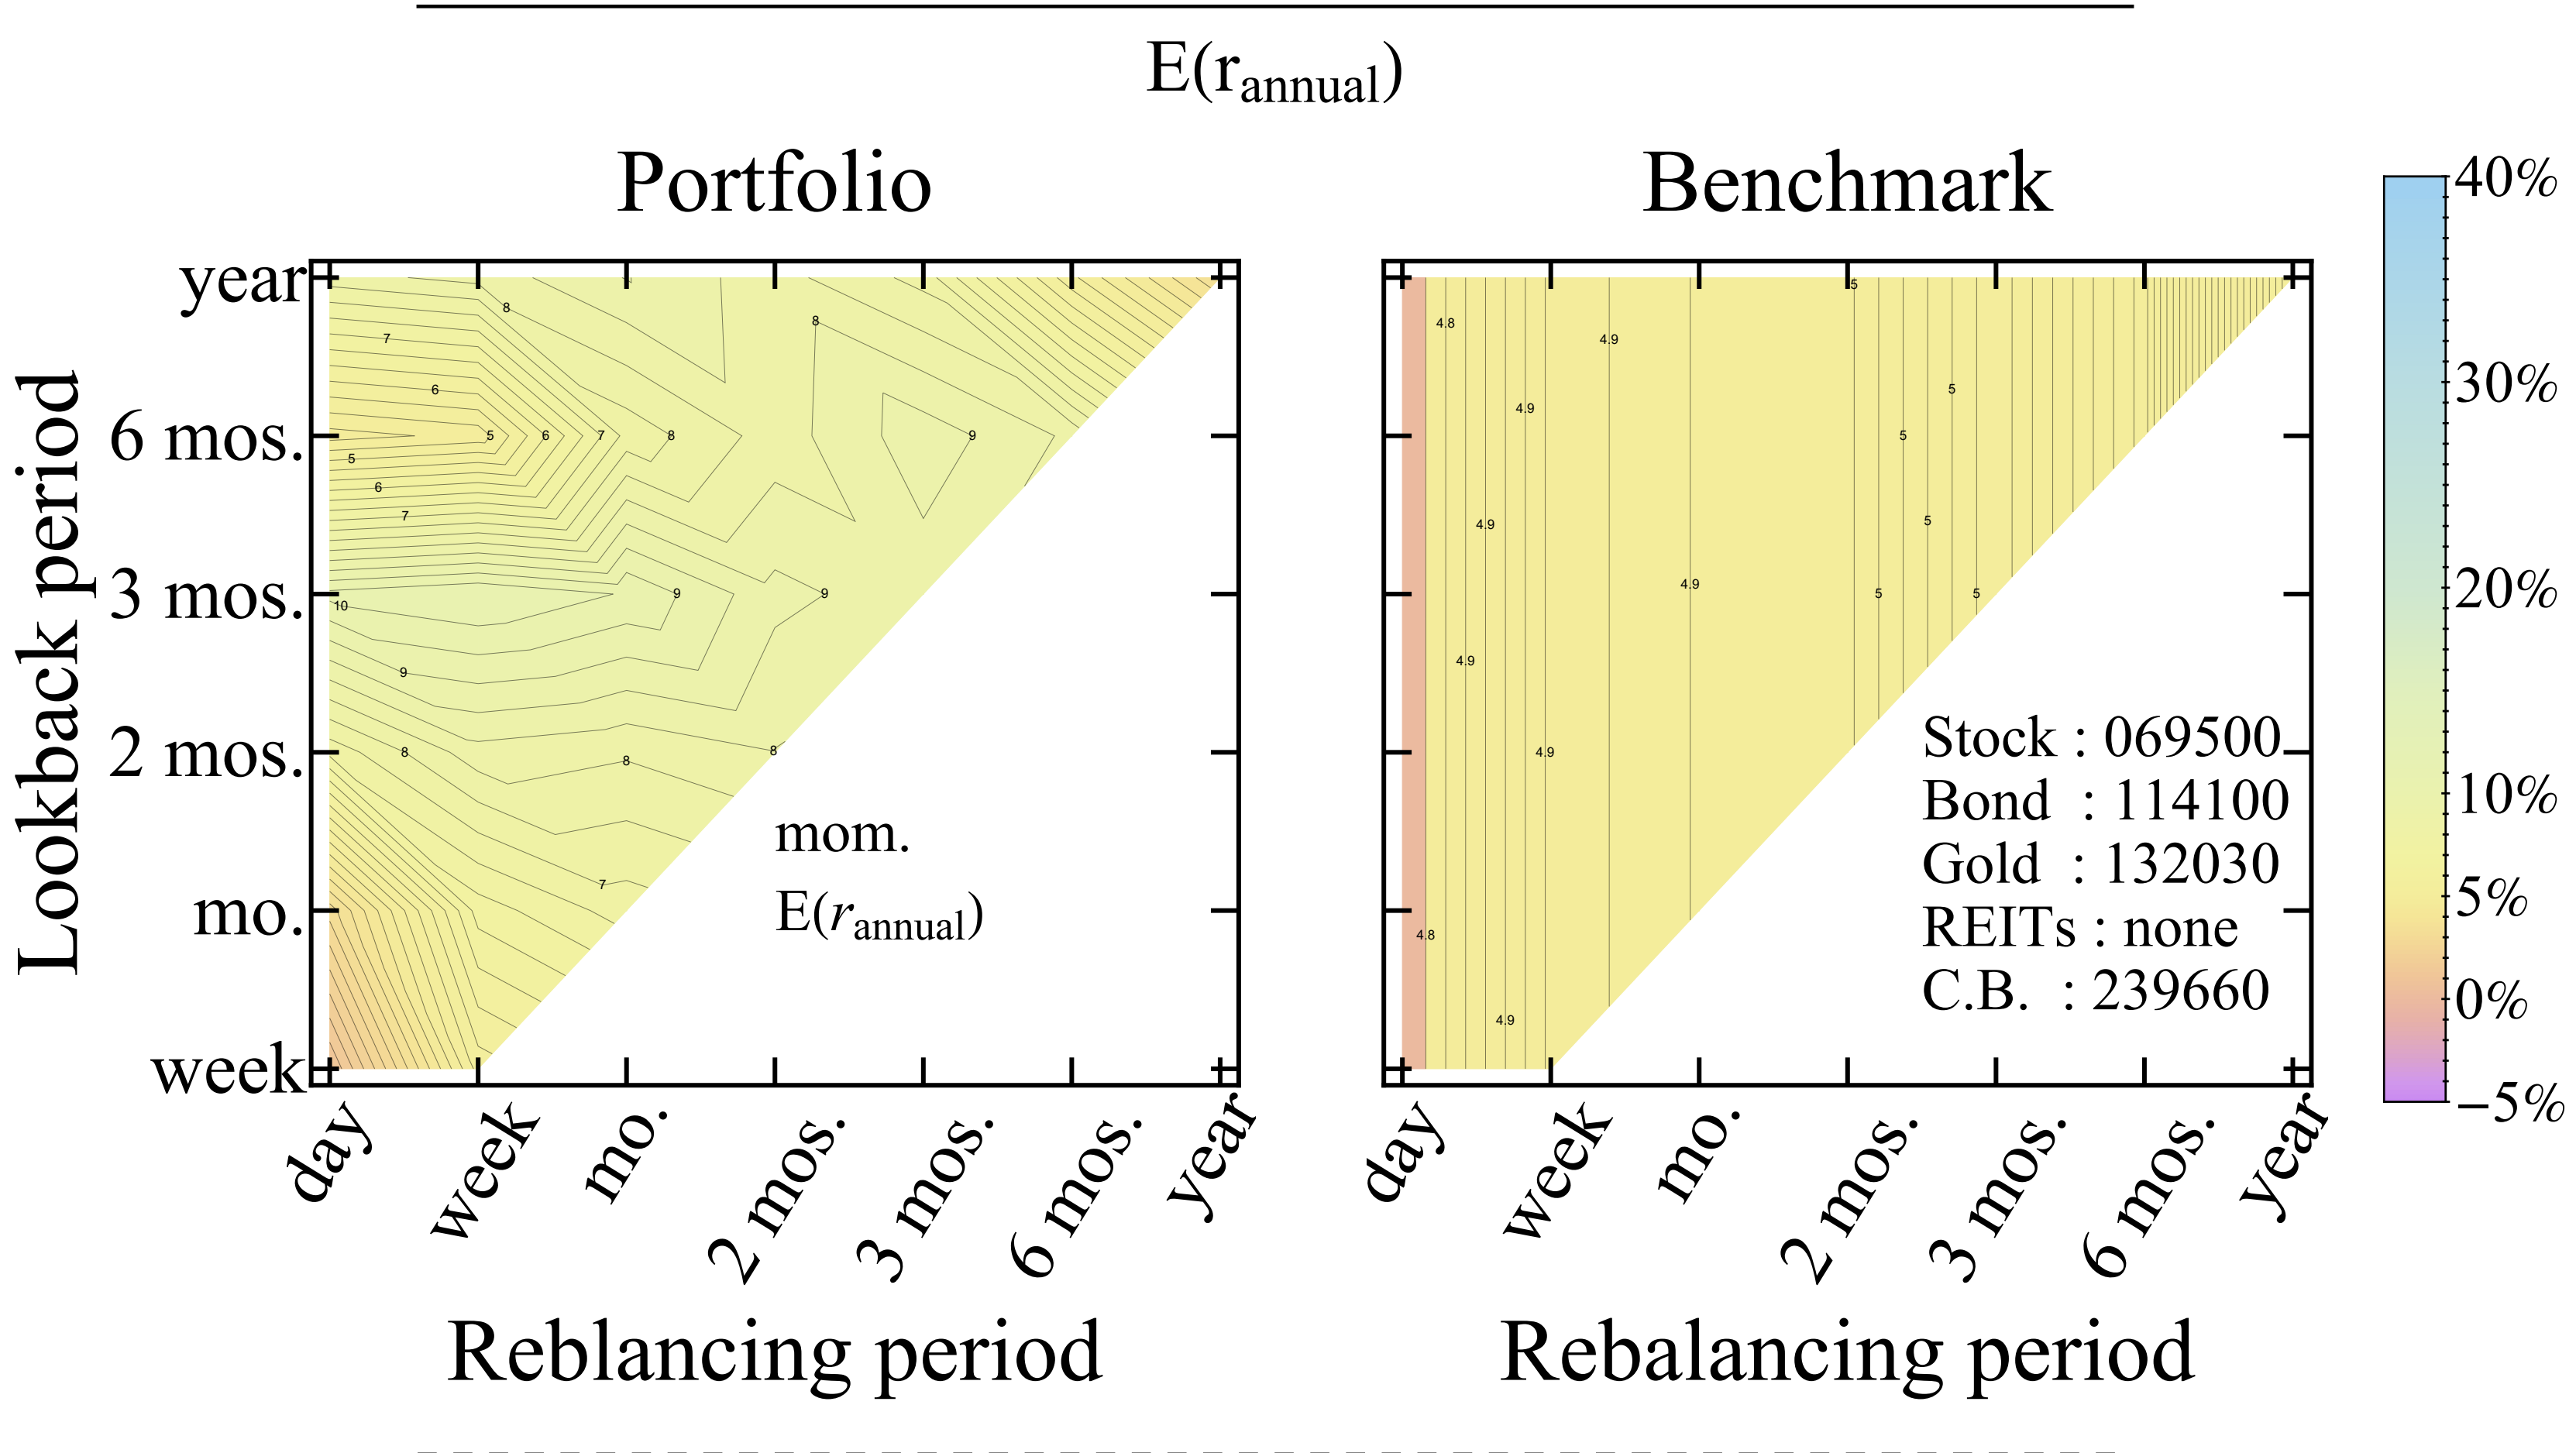 E(r_annual)
Portfolio
Benchmark
Lookback period
year
6 mos.
3 mos.
2 mos.
mo.
week
8
7
6
5
6
7
8
5
6
7
10
9
8
8
9
9
9
8
8
7
mom.
E(r_annual)
day
week
mo.
2 mos.
3 mos.
6 mos.
year
Reblancing period
5
4.8
4.9
5
4.9
5
4.9
5
4.9
5
5
4.9
4.9
4.8
4.9
Stock : 069500
Bond : 114100
Gold : 132030
REITs : none
C.B. : 239660
day
week
mo.
2 mos.
3 mos.
6 mos.
year
Rebalancing period
40%
30%
20%
10%
5%
0%
−5%